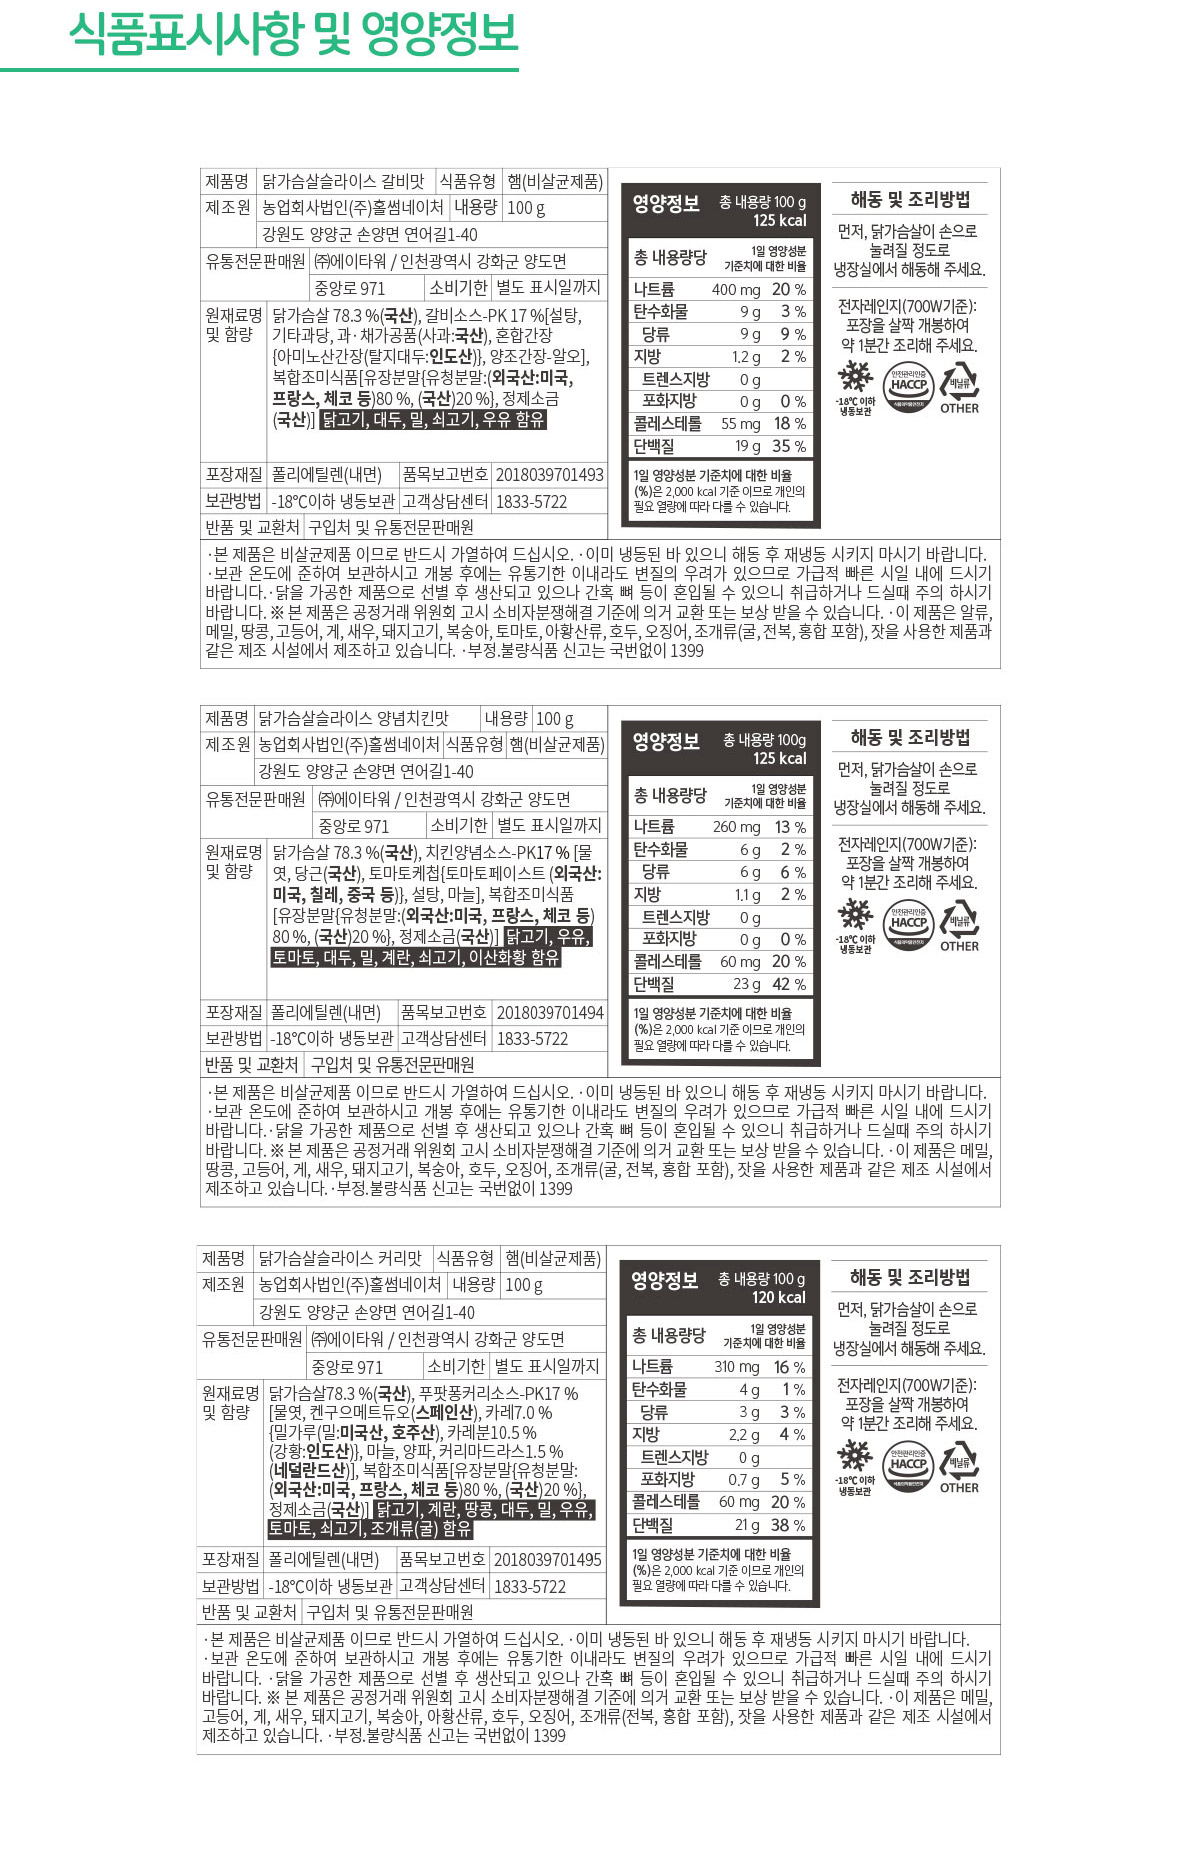 식품표시사항 및 영양정보
제품명 닭가슴살슬라이스 갈비맛 식품유형 햄(비살균제품)
제조원 농업회사법인(주)홀썸네이처 내용량 100 g
강원도 양양군 손양면 연어길1-40
유통전문판매원 ㈜에이타워 / 인천광역시 강화군 양도면
중앙로 971 소비기한 별도 표시일까지
원재료명 및 함량
닭가슴살 78.3 %(국산), 갈비소스-PK 17 %[설탕,
기타과당, 과·채가공품(사과:국산), 혼합간장
{아미노산간장(탈지대두:인도산)}, 양조간장-알오],
복합조미식품[유장분말{유청분말:(외국산:미국,
프랑스, 체코 등)80 %, (국산)20 %}, 정제소금
(국산)] 닭고기, 대두, 밀, 쇠고기, 우유 함유
포장재질 폴리에틸렌(내면) 품목보고번호 2018039701493
보관방법 -18℃이하 냉동보관 고객상담센터 1833-5722
반품 및 교환처 구입처 및 유통전문판매원
영양정보 총 내용량 100 g
125 kcal
총 내용량당 1일 영양성분
기준치에 대한 비율
나트륨 400 mg 20 %
탄수화물 9 g 3 %
당류 9 g 9 %
지방 1.2 g 2 %
트렌스지방 0 g
포화지방 0 g 0 %
콜레스테롤 55 mg 18 %
단백질 19 g 35 %
1일 영양성분 기준치에 대한 비율
(%)은 2,000 kcal 기준 이므로 개인의
필요 열량에 따라 다를 수 있습니다.
해동 및 조리방법
먼저, 닭가슴살이 손으로
눌려질 정도로
냉장실에서 해동해 주세요.
전자레인지(700W기준):
포장을 살짝 개봉하여
약 1분간 조리해 주세요.
-18℃ 이하
냉동보관
안전관리인증
HACCP
식품의약품안전처
비닐류
OTHER
·본 제품은 비살균제품 이므로 반드시 가열하여 드십시오. ·이미 냉동된 바 있으니 해동 후 재냉동 시키지 마시기 바랍니다.
·보관 온도에 준하여 보관하시고 개봉 후에는 유통기한 이내라도 변질의 우려가 있으므로 가급적 빠른 시일 내에 드시기
바랍니다.·닭을 가공한 제품으로 선별 후 생산되고 있으나 간혹 뼈 등이 혼입될 수 있으니 취급하거나 드실때 주의 하시기
바랍니다. ※ 본 제품은 공정거래 위원회 고시 소비자분쟁해결 기준에 의거 교환 또는 보상 받을 수 있습니다. ·이 제품은 알류,
메밀, 땅콩, 고등어, 게, 새우, 돼지고기, 복숭아, 토마토, 아황산류, 호두, 오징어, 조개류(굴, 전복, 홍합 포함), 잣을 사용한 제품과
같은 제조 시설에서 제조하고 있습니다. ·부정.불량식품 신고는 국번없이 1399
제품명 닭가슴살슬라이스 양념치킨맛 내용량 100 g
제조원 농업회사법인(주)홀썸네이처 식품유형 햄(비살균제품)
강원도 양양군 손양면 연어길1-40
유통전문판매원 ㈜에이타워 / 인천광역시 강화군 양도면
중앙로 971 소비기한 별도 표시일까지
원재료명 및 함량
닭가슴살 78.3 %(국산), 치킨양념소스-PK17 % [물
엿, 당근(국산), 토마토케첩{토마토페이스트 (외국산:
미국, 칠레, 중국 등)}, 설탕, 마늘], 복합조미식품
[유장분말{유청분말:(외국산:미국, 프랑스, 체코 등)
80 %, (국산)20 %}, 정제소금(국산)] 닭고기, 우유,
토마토, 대두, 밀, 계란, 쇠고기, 이산화황 함유
포장재질 폴리에틸렌(내면) 품목보고번호 2018039701494
보관방법 -18℃이하 냉동보관 고객상담센터 1833-5722
반품 및 교환처 구입처 및 유통전문판매원
영양정보 총 내용량 100g
125 kcal
총 내용량당 1일 영양성분
기준치에 대한 비율
나트륨 260 mg 13 %
탄수화물 6 g 2 %
당류 6 g 6 %
지방 1.1 g 2 %
트렌스지방 0 g
포화지방 0 g 0 %
콜레스테롤 60 mg 20 %
단백질 23 g 42 %
1일 영양성분 기준치에 대한 비율
(%)은 2,000 kcal 기준 이므로 개인의
필요 열량에 따라 다를 수 있습니다.
해동 및 조리방법
먼저, 닭가슴살이 손으로
눌려질 정도로
냉장실에서 해동해 주세요.
전자레인지(700W기준):
포장을 살짝 개봉하여
약 1분간 조리해 주세요.
-18℃ 이하
냉동보관
안전관리인증
HACCP
식품의약품안전처
비닐류
OTHER
·본 제품은 비살균제품 이므로 반드시 가열하여 드십시오. ·이미 냉동된 바 있으니 해동 후 재냉동 시키지 마시기 바랍니다.
·보관 온도에 준하여 보관하시고 개봉 후에는 유통기한 이내라도 변질의 우려가 있으므로 가급적 빠른 시일 내에 드시기
바랍니다.·닭을 가공한 제품으로 선별 후 생산되고 있으나 간혹 뼈 등이 혼입될 수 있으니 취급하거나 드실때 주의 하시기
바랍니다. ※ 본 제품은 공정거래 위원회 고시 소비자분쟁해결 기준에 의거 교환 또는 보상 받을 수 있습니다. ·이 제품은 메밀,
땅콩, 고등어, 게, 새우, 돼지고기, 복숭아, 호두, 오징어, 조개류(굴, 전복, 홍합 포함), 잣을 사용한 제품과 같은 제조 시설에서
제조하고 있습니다.·부정.불량식품 신고는 국번없이 1399
제품명 닭가슴살슬라이스 커리맛 식품유형 햄(비살균제품)
제조원 농업회사법인(주)홀썸네이처 내용량 100 g
강원도 양양군 손양면 연어길1-40
유통전문판매원 ㈜에이타워 / 인천광역시 강화군 양도면
중앙로 971 소비기한 별도 표시일까지
원재료명 및 함량
닭가슴살78.3 %(국산), 푸팟퐁커리소스-PK17 %
[물엿, 켄구으메트듀오(스페인산), 카레7.0 %
{밀가루(밀:미국산, 호주산), 카레분10.5 %
(강황:인도산)}, 마늘, 양파, 커리마드라스1.5 %
(네덜란드산)], 복합조미식품[유장분말{유청분말:
(외국산:미국, 프랑스, 체코 등)80 %, (국산)20 %},
정제소금(국산)] 닭고기, 계란, 땅콩, 대두, 밀, 우유,
토마토, 쇠고기, 조개류(굴) 함유
포장재질 폴리에틸렌(내면) 품목보고번호 2018039701495
보관방법 -18℃이하 냉동보관 고객상담센터 1833-5722
반품 및 교환처 구입처 및 유통전문판매원
영양정보 총 내용량 100 g
120 kcal
총 내용량당 1일 영양성분
기준치에 대한 비율
나트륨 310 mg 16 %
탄수화물 4 g 1 %
당류 3 g 3 %
지방 2.2 g 4 %
트렌스지방 0 g
포화지방 0.7 g 5 %
콜레스테롤 60 mg 20 %
단백질 21 g 38 %
1일 영양성분 기준치에 대한 비율
(%)은 2,000 kcal 기준 이므로 개인의
필요 열량에 따라 다를 수 있습니다.
해동 및 조리방법
먼저, 닭가슴살이 손으로
눌려질 정도로
냉장실에서 해동해 주세요.
전자레인지(700W기준):
포장을 살짝 개봉하여
약 1분간 조리해 주세요.
-18℃ 이하
냉동보관
안전관리인증
HACCP
식품의약품안전처
비닐류
OTHER
·본 제품은 비살균제품 이므로 반드시 가열하여 드십시오. ·이미 냉동된 바 있으니 해동 후 재냉동 시키지 마시기 바랍니다.
·보관 온도에 준하여 보관하시고 개봉 후에는 유통기한 이내라도 변질의 우려가 있으므로 가급적 빠른 시일 내에 드시기
바랍니다. ·닭을 가공한 제품으로 선별 후 생산되고 있으나 간혹 뼈 등이 혼입될 수 있으니 취급하거나 드실때 주의 하시기
바랍니다. ※ 본 제품은 공정거래 위원회 고시 소비자분쟁해결 기준에 의거 교환 또는 보상 받을 수 있습니다. ·이 제품은 메밀,
고등어, 게, 새우, 돼지고기, 복숭아, 아황산류, 호두, 오징어, 조개류(전복, 홍합 포함), 잣을 사용한 제품과 같은 제조 시설에서
제조하고 있습니다. ·부정.불량식품 신고는 국번없이 1399